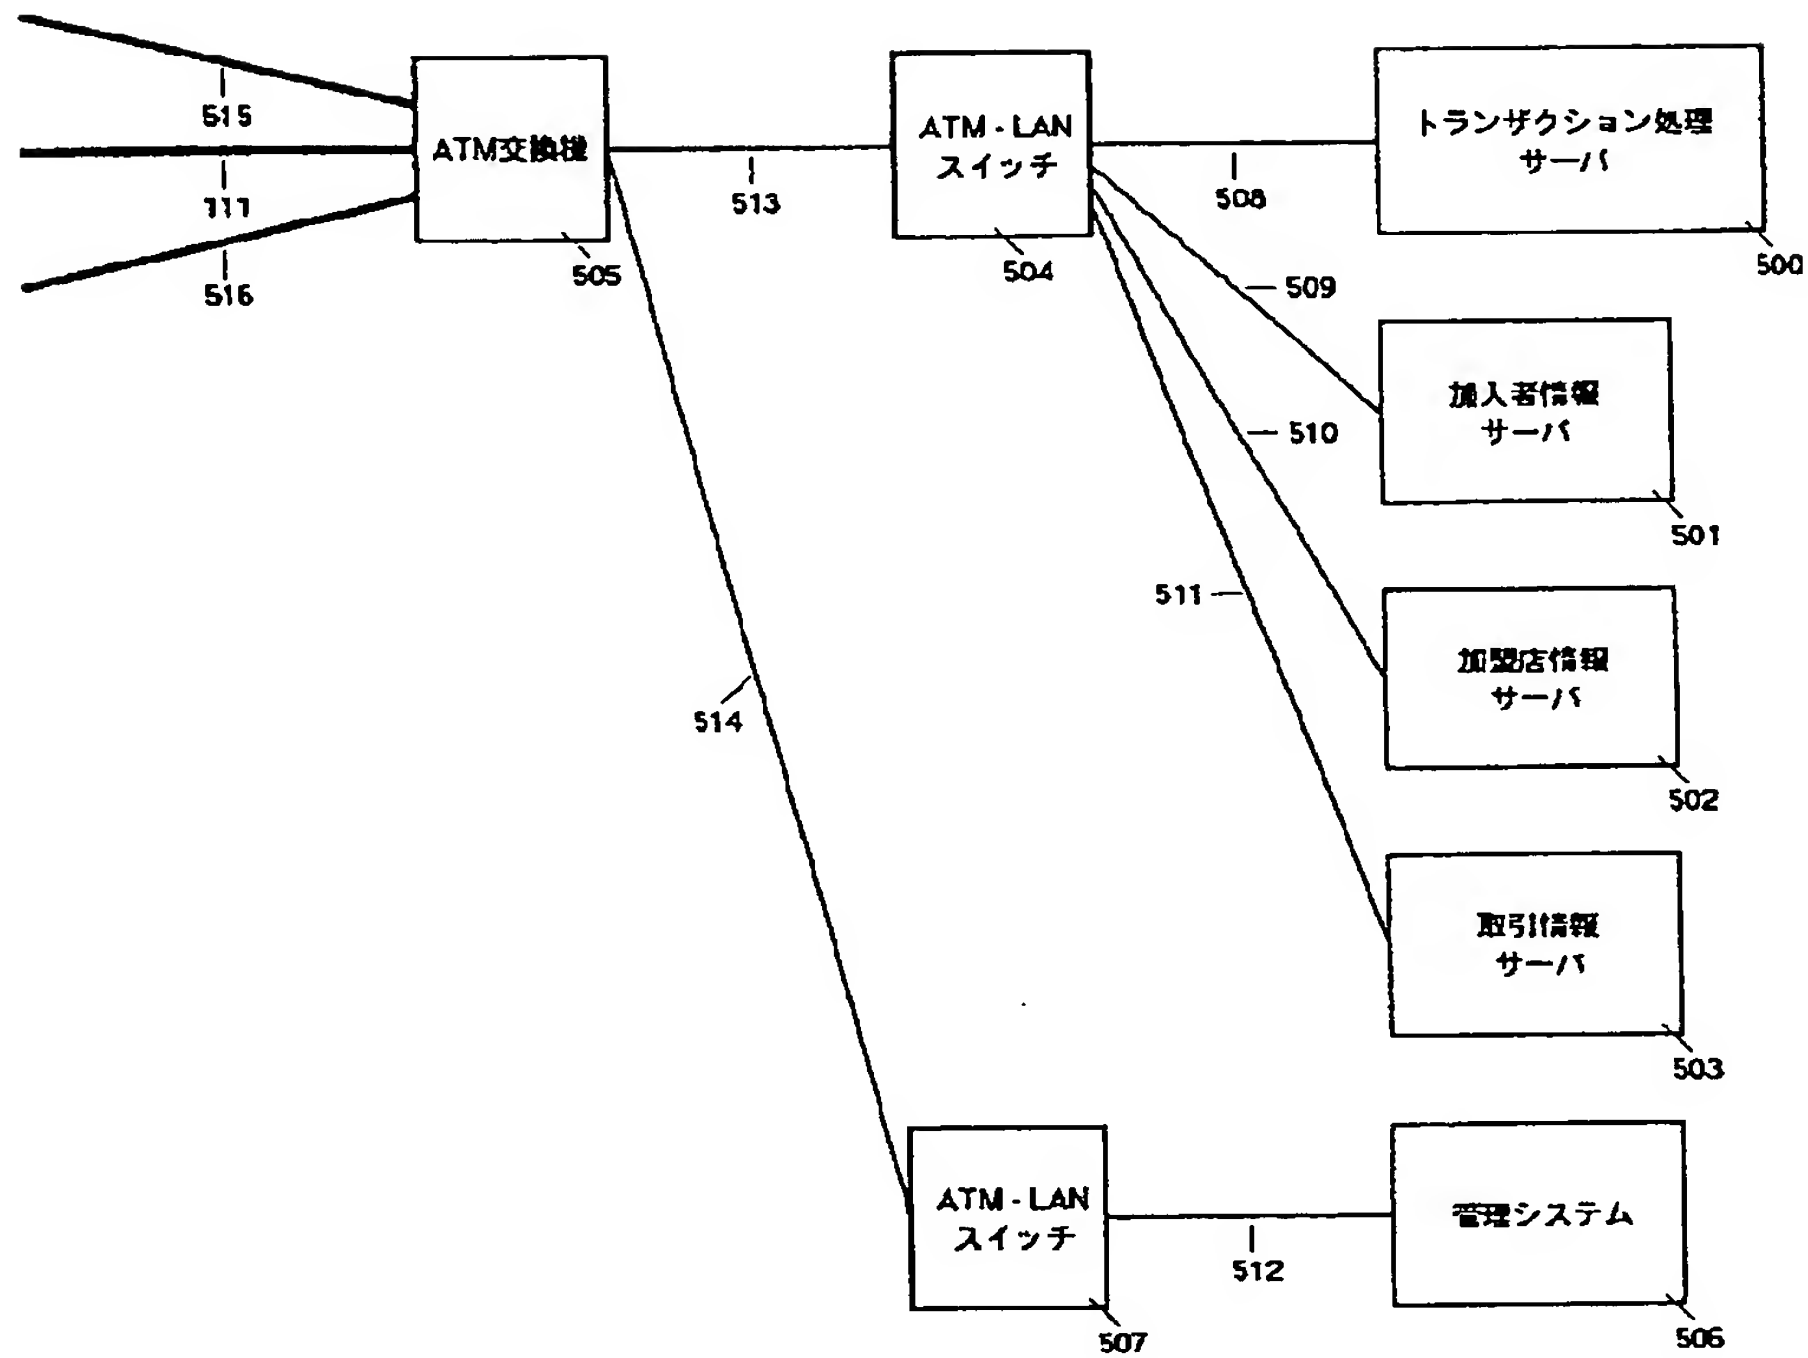 515
111
516
ATM交換機
505
513
ATM - LAN
スイッチ
504
508
トランザクション処理
サーバ
500
509
加入者情報
サーバ
501
510
加盟店情報
サーバ
502
511
取引情報
サーバ
503
514
ATM - LAN
スイッチ
507
512
管理システム
506